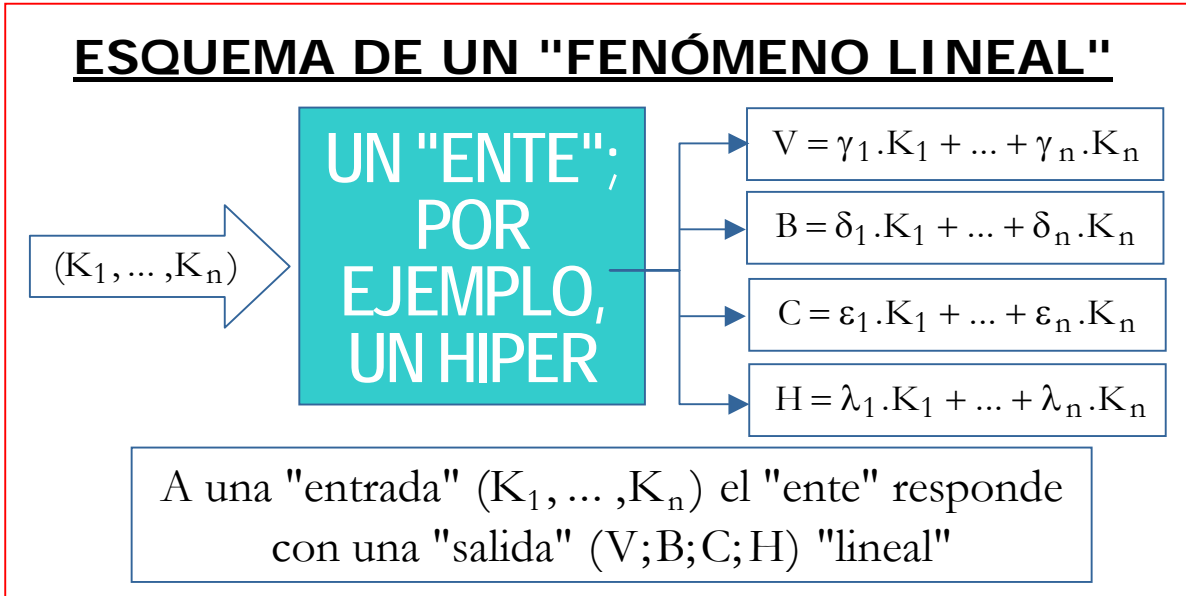 ESQUEMA DE UN "FENÓMENO LINEAL"
(K₁, ... ,Kₙ)
UN "ENTE";
POR
EJEMPLO,
UN HIPER
V = γ₁.K₁ + ... + γₙ.Kₙ
B = δ₁.K₁ + ... + δₙ.Kₙ
C = ε₁.K₁ + ... + εₙ.Kₙ
H = λ₁.K₁ + ... + λₙ.Kₙ
A una "entrada" (K₁, ... ,Kₙ) el "ente" responde
con una "salida" (V;B;C;H) "lineal"